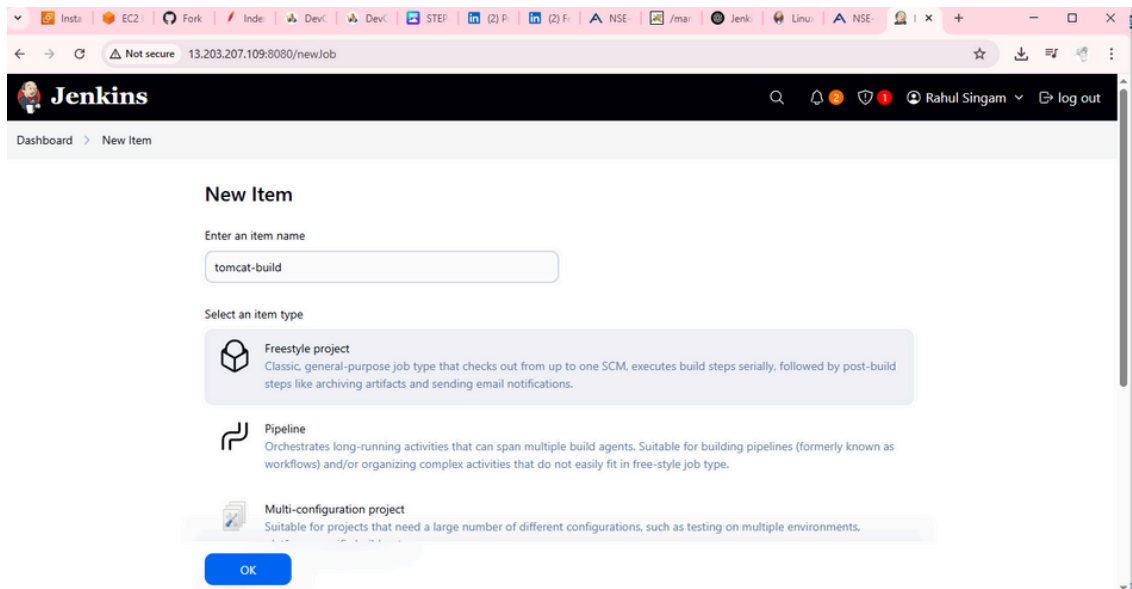 Insta
EC2
Fork
Inde
DevC
DevC
STEP
(2) F
NSE-
/mar
Jenk
Linu
NSE-
Not secure 13.203.207.109:8080/newJob
Jenkins
2
1
Rahul Singam
log out
Dashboard > New Item
New Item
Enter an item name
tomcat-build
Select an item type
Freestyle project
Classic, general-purpose job type that checks out from up to one SCM, executes build steps serially, followed by post-build
steps like archiving artifacts and sending email notifications.
Pipeline
Orchestrates long-running activities that can span multiple build agents. Suitable for building pipelines (formerly known as
workflows) and/or organizing complex activities that do not easily fit in free-style job type.
Multi-configuration project
Suitable for projects that need a large number of different configurations, such as testing on multiple environments,
OK